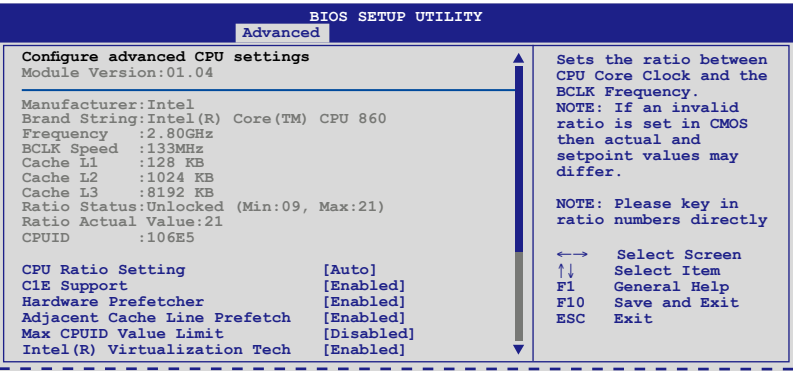 BIOS SETUP UTILITY
Advanced
Configure advanced CPU settings
Module Version:01.04
Manufacturer:Intel
Brand String:Intel(R) Core(TM) CPU 860
Frequency :2.80GHz
BCLK Speed :133MHz
Cache L1 :128 KB
Cache L2 :1024 KB
Cache L3 :8192 KB
Ratio Status:Unlocked (Min:09, Max:21)
Ratio Actual Value:21
CPUID :106E5
CPU Ratio Setting [Auto]
C1E Support [Enabled]
Hardware Prefetcher [Enabled]
Adjacent Cache Line Prefetch [Enabled]
Max CPUID Value Limit [Disabled]
Intel(R) Virtualization Tech [Enabled]
Sets the ratio between
CPU Core Clock and the
BCLK Frequency.
NOTE: If an invalid
ratio is set in CMOS
then actual and
setpoint values may
differ.
NOTE: Please key in
ratio numbers directly
←→ Select Screen
↑↓ Select Item
F1 General Help
F10 Save and Exit
ESC Exit